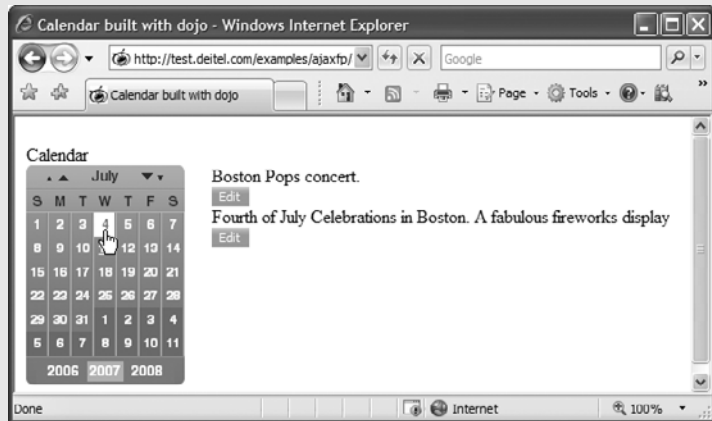 Calendar built with dojo - Windows Internet Explorer
http://test.deitel.com/examples/ajaxfp/
Google
Calendar built with dojo
Page
Tools
Calendar
July
S M T W T F S
1 2 3 4 5 6 7
8 9 10 12 13 14
15 16 17 18 19 20 21
22 23 24 25 26 27 28
29 30 31 1 2 3 4
5 6 7 8 9 10 11
2006 2007 2008
Boston Pops concert.
Edit
Fourth of July Celebrations in Boston. A fabulous fireworks display
Edit
Done
Internet
100%